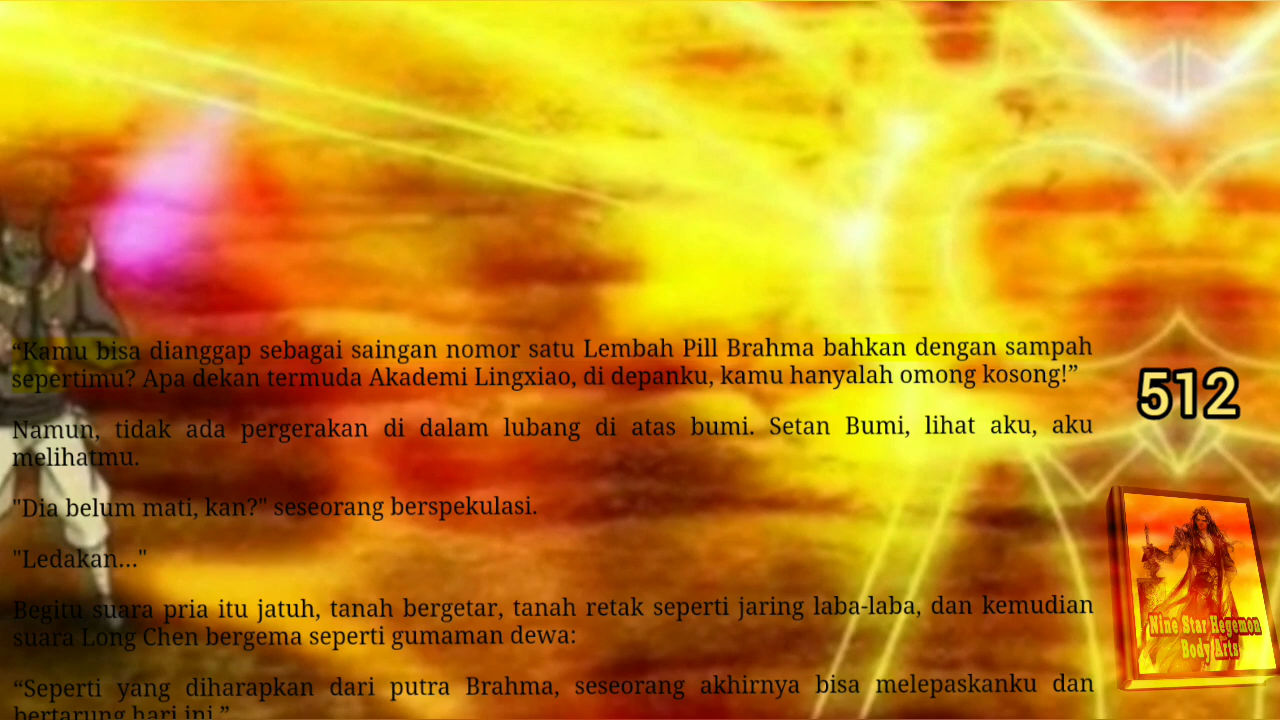 “Kamu bisa dianggap sebagai saingan nomor satu Lembah Pill Brahma bahkan dengan sampah
sepertimu? Apa dekan termuda Akademi Lingxiao, di depanku, kamu hanyalah omong kosong!”
Namun, tidak ada pergerakan di dalam lubang di atas bumi. Setan Bumi, lihat aku, aku
melihatmu.
"Dia belum mati, kan?" seseorang berspekulasi.
"Ledakan..."
Begitu suara pria itu jatuh, tanah bergetar, tanah retak seperti jaring laba-laba, dan kemudian
suara Long Chen bergema seperti gumaman dewa:
“Seperti yang diharapkan dari putra Brahma, seseorang akhirnya bisa melepaskanku dan
bertarung hari ini.”
512
Nine Star Hegemon
Body Arts